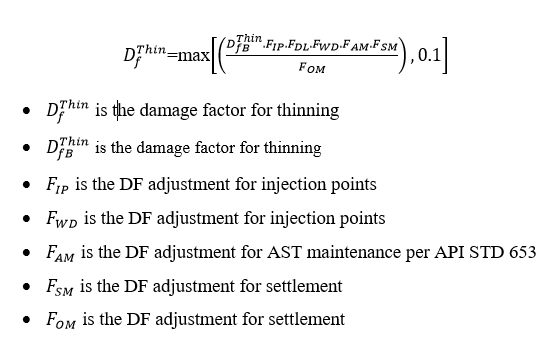 D_f^{Thin}=max[(\frac{D_{fB}^{Thin}.F_{IP}.F_{DL}.F_{WD}.F_{AM}.F_{SM}}{F_{OM}}),0.1]
• D_f^{Thin} is the damage factor for thinning
• D_{fB}^{Thin} is the damage factor for thinning
• F_{IP} is the DF adjustment for injection points
• F_{WD} is the DF adjustment for injection points
• F_{AM} is the DF adjustment for AST maintenance per API STD 653
• F_{SM} is the DF adjustment for settlement
• F_{OM} is the DF adjustment for settlement